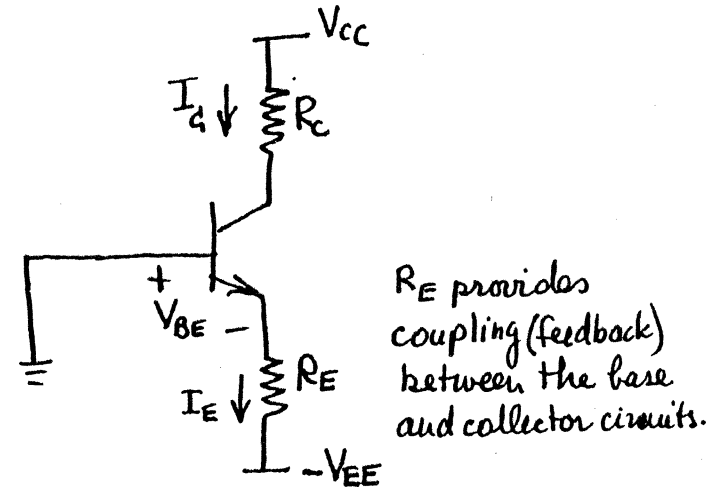 VCC
IC
RC
+
VBE
–
RE
IE
–VEE
RE provides
coupling (feedback)
between the base
and collector circuits.